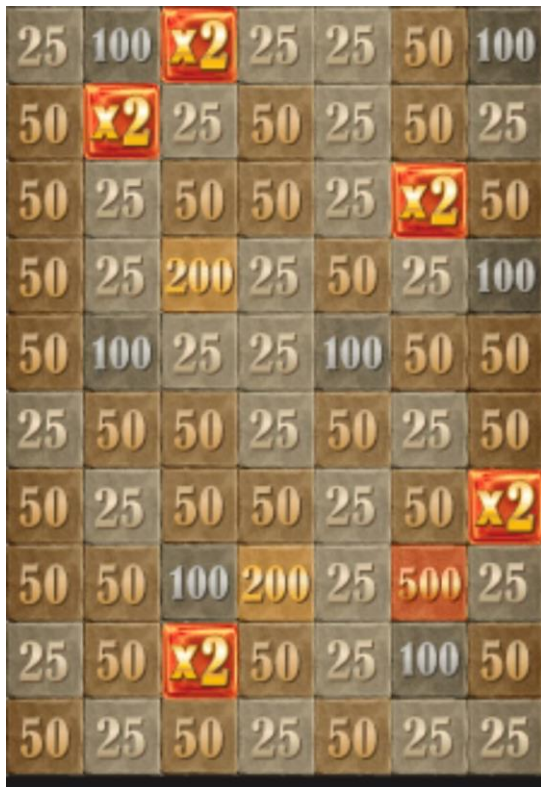 25 100 x2 25 25 50 100
50 x2 25 50 25 50 25
50 25 50 50 25 x2 50
50 25 200 25 50 25 100
50 100 25 25 100 50 50
25 50 50 25 50 25 50
50 25 50 50 25 50 x2
50 50 100 200 25 500 25
25 50 x2 50 25 100 50
50 25 50 25 50 25 25